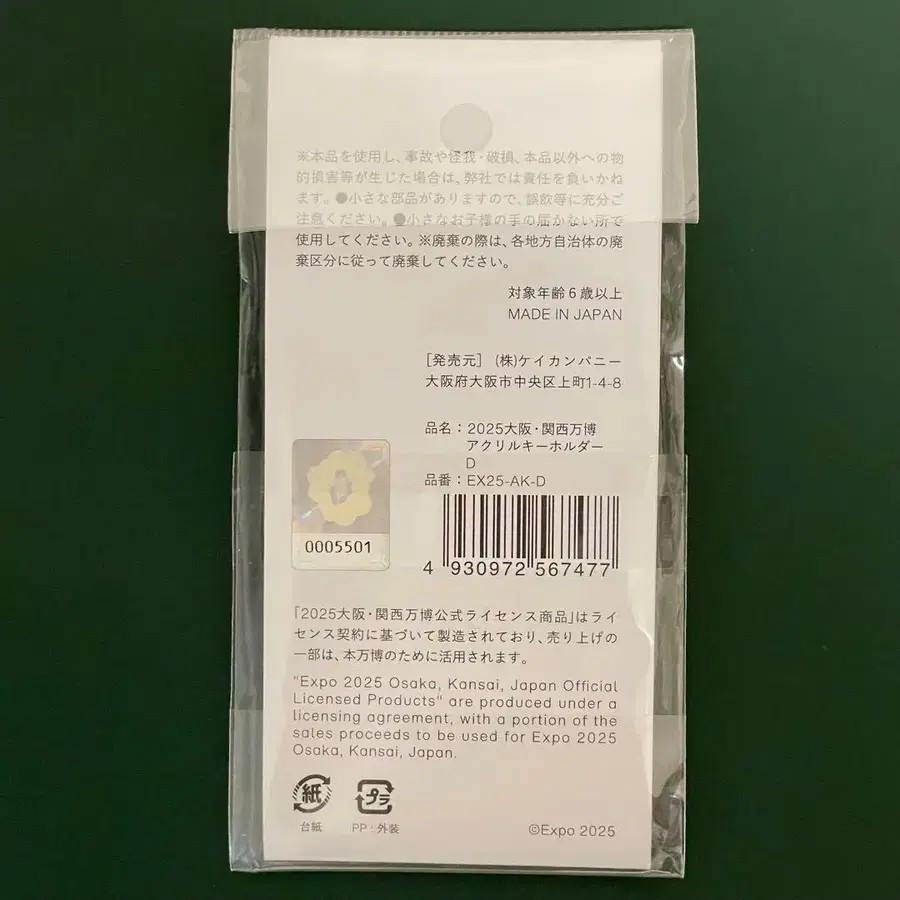 ※本品を使用し、事故や怪我・破損、本品以外への物
的損害等が生じた場合は、弊社では責任を負いかね
ます。●小さな部品がありますので、誤飲等に充分ご
注意ください。●小さなお子様の手の届かない所で
使用してください。※廃棄の際は、各地方自治体の廃
棄区分に従って廃棄してください。
対象年齢6歳以上
MADE IN JAPAN
[発売元] (株)ケイカンパニー
大阪府大阪市中央区上町1-4-8
品名：2025大阪・関西万博
アクリルキーホルダー
D
品番：EX25-AK-D
0005501
4 930972 567477
「2025大阪・関西万博公式ライセンス商品」はライ
センス契約に基づいて製造されており、売り上げの
一部は、本万博のために活用されます。
"Expo 2025 Osaka, Kansai, Japan Official
Licensed Products" are produced under a
licensing agreement, with a portion of the
sales proceeds to be used for Expo 2025
Osaka, Kansai, Japan.
紙 プラ
台紙 PP：外装
©Expo 2025